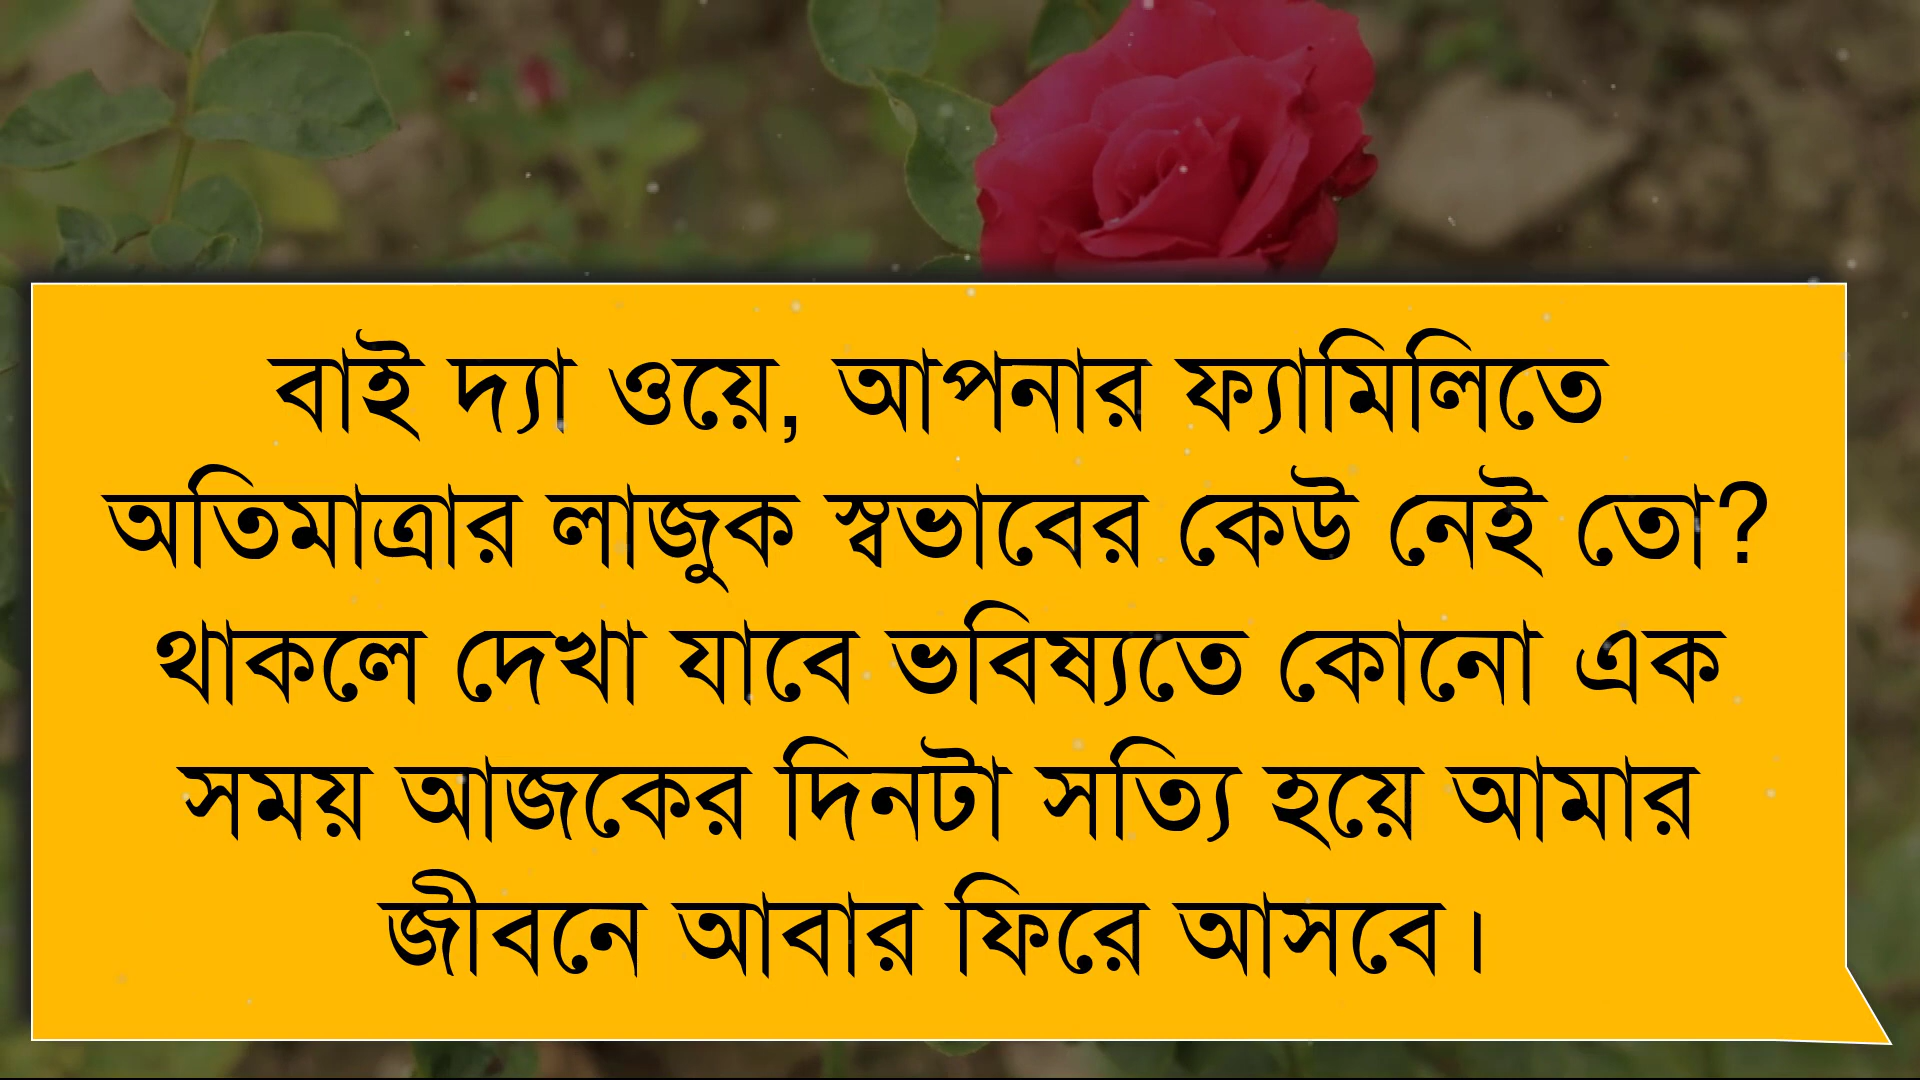 বাই দ্যা ওয়ে, আপনার ফ্যামিলিতে
অতিমাত্রার লাজুক স্বভাবের কেউ নেই তো?
থাকলে দেখা যাবে ভবিষ্যতে কোনো এক
সময় আজকের দিনটা সত্যি হয়ে আমার
জীবনে আবার ফিরে আসবে।